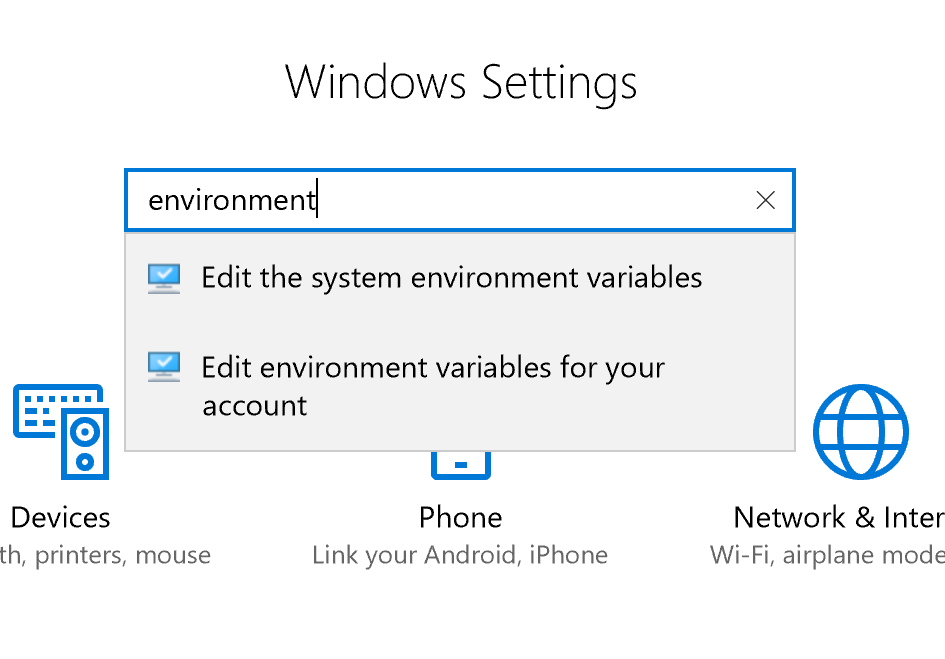 Windows Settings
environment
Edit the system environment variables
Edit environment variables for your
account
Devices
th, printers, mouse
Phone
Link your Android, iPhone
Network & Inter
Wi-Fi, airplane mode